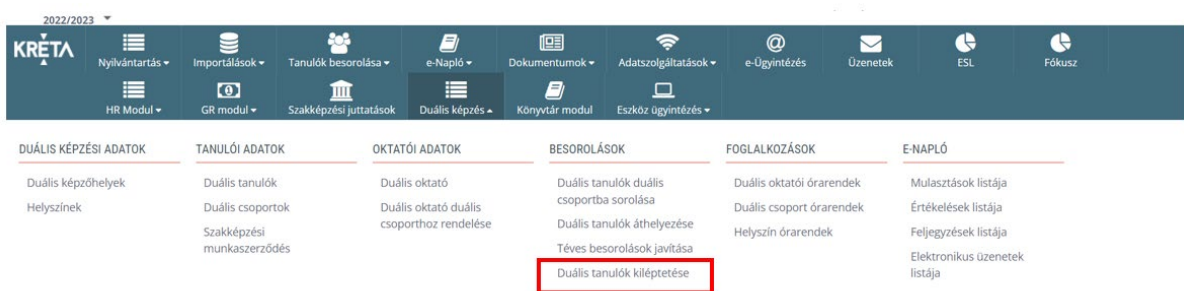 2022/2023
KRÉTA
Nyilvántartás Importálások Tanulók besorolása e-Napló Dokumentumok Adatszolgáltatások e-Ügyintézés Üzenetek ESL Fókusz
HR Modul GR modul Szakképzési juttatások Duális képzés Könyvtár modul Eszköz ügyintézés
DUÁLIS KÉPZÉSI ADATOK
Duális képzőhelyek
Helyszínek
TANULÓI ADATOK
Duális tanulók
Duális csoportok
Szakképzési
munkaszerződés
OKTATÓI ADATOK
Duális oktató
Duális oktató duális
csoporthoz rendelése
BESOROLÁSOK
Duális tanulók duális
csoportba sorolása
Duális tanulók áthelyezése
Téves besorolások javítása
Duális tanulók kiléptetése
FOGLALKOZÁSOK
Duális oktatói órarendek
Duális csoport órarendek
Helyszín órarendek
E-NAPLÓ
Mulasztások listája
Értékelések listája
Feljegyzések listája
Elektronikus üzenetek
listája